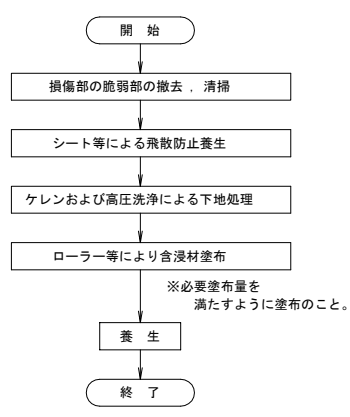 開 始
損傷部の脆弱部の撤去 , 清掃
シート等による飛散防止養生
ケレンおよび高圧洗浄による下地処理
ローラー等により含浸材塗布
※必要塗布量を
満たすように塗布のこと。
養 生
終 了